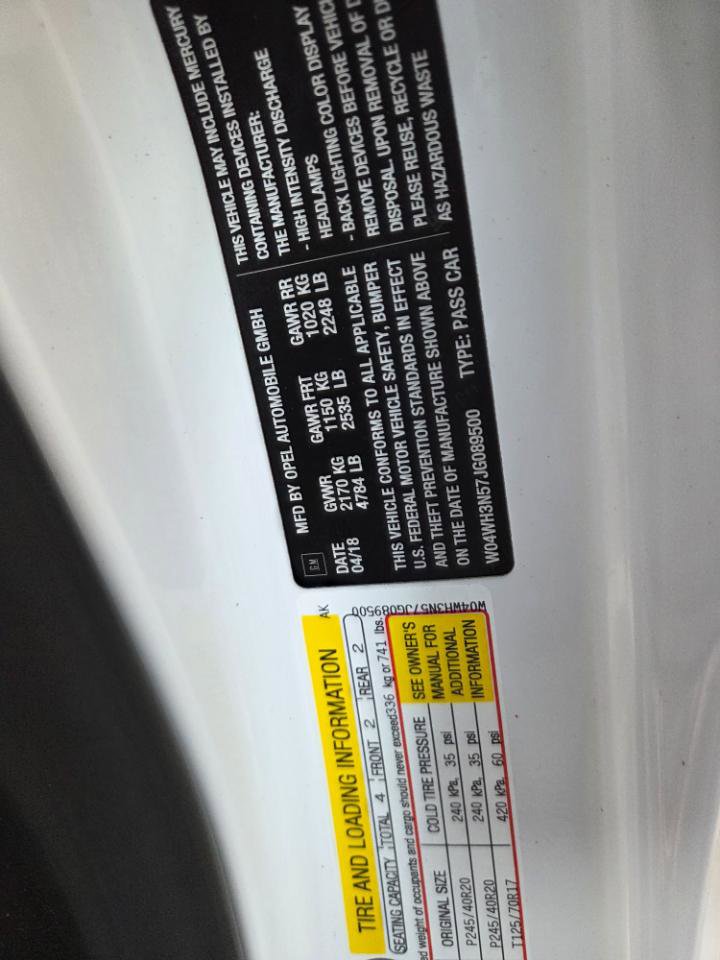 GM
MFD BY OPEL AUTOMOBILE GMBH
DATE GVWR GAWR FRT GAWR RR
04/18 2170 KG 1150 KG 1020 KG
4784 LB 2535 LB 2248 LB
THIS VEHICLE CONFORMS TO ALL APPLICABLE
U.S. FEDERAL MOTOR VEHICLE SAFETY, BUMPER
AND THEFT PREVENTION STANDARDS IN EFFECT
ON THE DATE OF MANUFACTURE SHOWN ABOVE
W04WH3N57JG089500 TYPE: PASS CAR
THIS VEHICLE MAY INCLUDE MERCURY
CONTAINING DEVICES INSTALLED BY
THE MANUFACTURER:
- HIGH INTENSITY DISCHARGE
HEADLAMPS
- BACK LIGHTING COLOR DISPLAY
REMOVE DEVICES BEFORE
DISPOSAL. UPON REMOVAL OF
PLEASE REUSE, RECYCLE OR
AS HAZARDOUS WASTE
TIRE AND LOADING INFORMATION
AK
SEATING CAPACITY TOTAL 4 FRONT 2 REAR 2
weight of occupants and cargo should never exceed 336 kg or 741 lbs.
ORIGINAL SIZE COLD TIRE PRESSURE
P245/40R20 240 kPa, 35 psi
P245/40R20 240 kPa, 35 psi
T125/70R17 420 kPa, 60 psi
SEE OWNER'S
MANUAL FOR
ADDITIONAL
INFORMATION
W04WH3N57JG089500